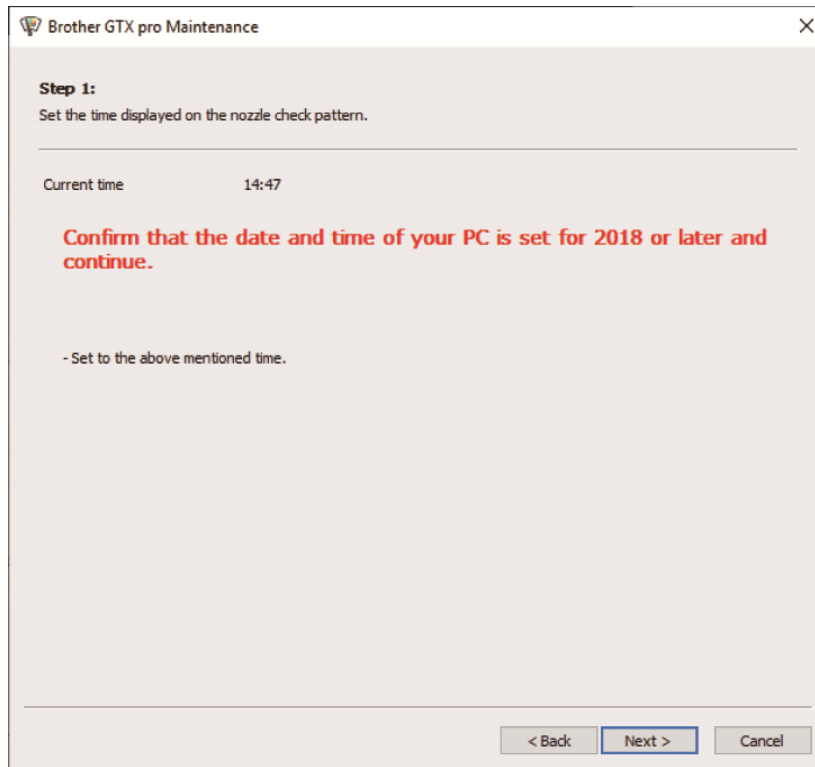 Brother GTX pro Maintenance
Step 1:
Set the time displayed on the nozzle check pattern.
Current time 14:47
Confirm that the date and time of your PC is set for 2018 or later and
continue.
- Set to the above mentioned time.
< Back Next > Cancel